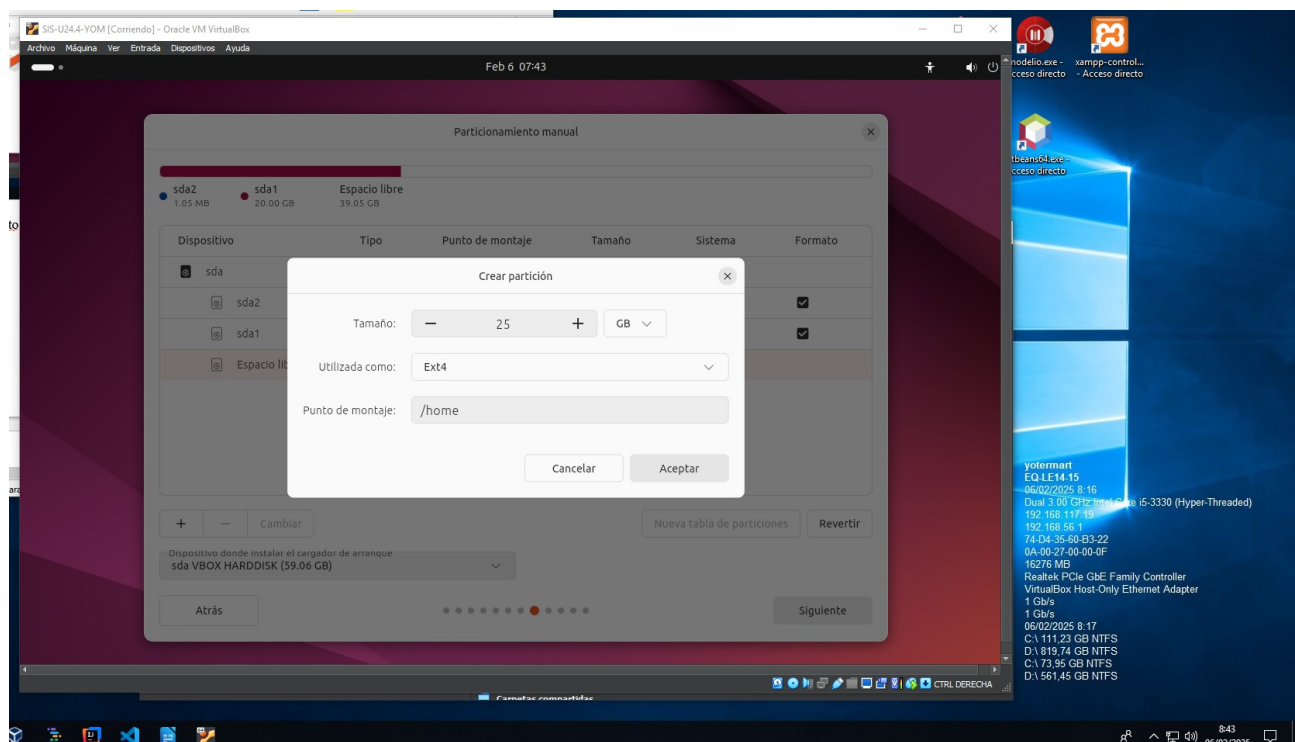 SIS-U24.4-YOM [Corriendo] - Oracle VM VirtualBox
Archivo Máquina Ver Entrada Dispositivos Ayuda
Feb 6 07:43
Particionamiento manual
sda2 sda1 Espacio libre
1.05 MB 20.00 GB 39.05 GB
Dispositivo Tipo Punto de montaje Tamaño Sistema Formato
sda
sda2
sda1
Espacio lib
Crear partición
Tamaño: − 25 + GB
Utilizada como: Ext4
Punto de montaje: /home
Cancelar Aceptar
+ − Cambiar Nueva tabla de particiones Revertir
Dispositivo donde instalar el cargador de arranque
sda VBOX HARDDISK (59.06 GB)
Atrás Siguiente
CTRL DERECHA
Carpetas compartidas
nodelio.exe - xampp-control...
cceso directo - Acceso directo
tbeans64.exe -
cceso directo
yotermart
EQ-LE14-15
06/02/2025 8:16
Dual 3.00 GHz Intel Core i5-3330 (Hyper-Threaded)
192.168.117.19
192.168.56.1
74-D4-35-60-B3-22
0A-00-27-00-00-0F
16276 MB
Realtek PCIe GbE Family Controller
VirtualBox Host-Only Ethernet Adapter
1 Gb/s
1 Gb/s
06/02/2025 8:17
C:\ 111,23 GB NTFS
D:\ 819,74 GB NTFS
C:\ 73,95 GB NTFS
D:\ 561,45 GB NTFS
8:43
06/02/2025